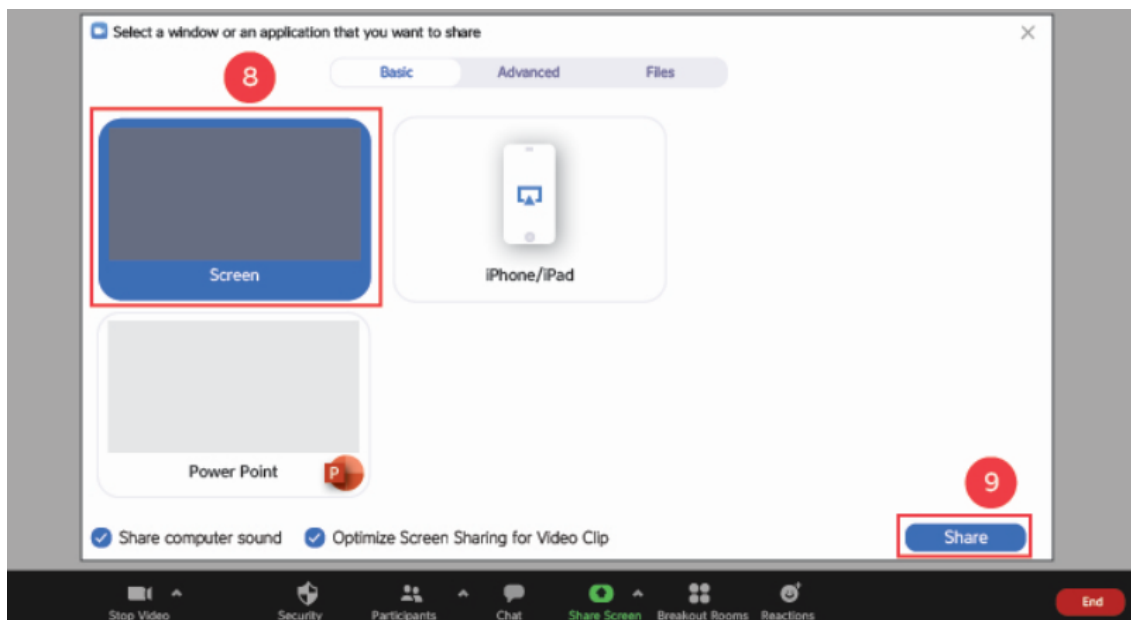 Select a window or an application that you want to share
8
Basic Advanced Files
Screen
iPhone/iPad
Power Point
P
9
Share computer sound Optimize Screen Sharing for Video Clip
Share
Stop Video Security Participants Chat Share Screen Breakout Rooms Reactions
End